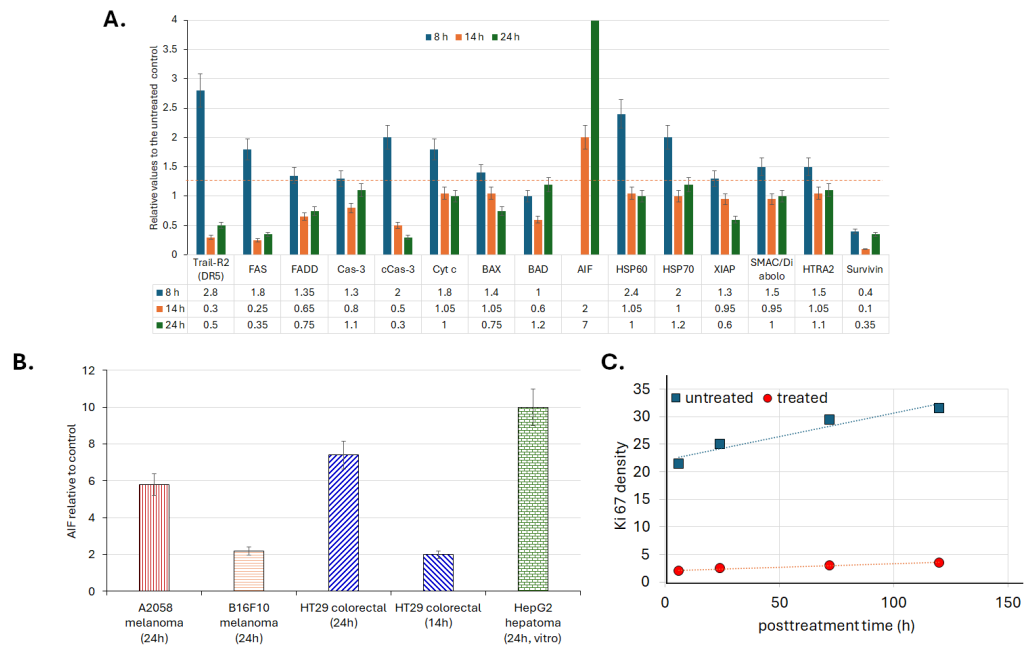 A.
Relative values to the untreated control
4
3.5
3
2.5
2
1.5
1
0.5
0
8 h 14 h 24 h
Trail-R2 (DR5) FAS FADD Cas-3 cCas-3 Cyt c BAX BAD AIF HSP60 HSP70 XIAP SMAC/Di abolo HTRA2 Survivin
8 h 2.8 1.8 1.35 1.3 2 1.8 1.4 1 2.4 2 1.3 1.5 1.5 0.4
14 h 0.3 0.25 0.65 0.8 0.5 1.05 1.05 0.6 2 1.05 1 0.95 0.95 1.05 0.1
24 h 0.5 0.35 0.75 1.1 0.3 1 0.75 1.2 7 1 1.2 0.6 1 1.1 0.35
B.
AIF relative to control
12
10
8
6
4
2
0
A2058 B16F10 HT29 colorectal HT29 colorectal HepG2
melanoma melanoma (24h) (14h) hepatoma
(24h) (24h) (24h, vitro)
C.
Ki 67 density
35
30
25
20
15
10
5
0
untreated treated
0 50 100 150
posttreatment time (h)